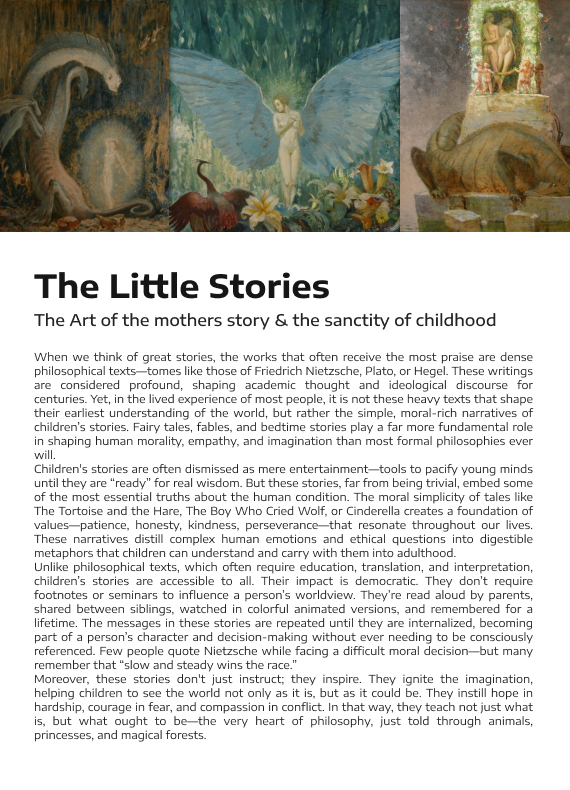 The Little Stories
The Art of the mothers story & the sanctity of childhood
When we think of great stories, the works that often receive the most praise are dense
philosophical texts—tomes like those of Friedrich Nietzsche, Plato, or Hegel. These writings
are considered profound, shaping academic thought and ideological discourse for
centuries. Yet, in the lived experience of most people, it is not these heavy texts that shape
their earliest understanding of the world, but rather the simple, moral-rich narratives of
children's stories. Fairy tales, fables, and bedtime stories play a far more fundamental role
in shaping human morality, empathy, and imagination than most formal philosophies ever
will.
Children's stories are often dismissed as mere entertainment—tools to pacify young minds
until they are “ready” for real wisdom. But these stories, far from being trivial, embed some
of the most essential truths about the human condition. The moral simplicity of tales like
The Tortoise and the Hare, The Boy Who Cried Wolf, or Cinderella creates a foundation of
values—patience, honesty, kindness, perseverance—that resonate throughout our lives.
These narratives distill complex human emotions and ethical questions into digestible
metaphors that children can understand and carry with them into adulthood.
Unlike philosophical texts, which often require education, translation, and interpretation,
children’s stories are accessible to all. Their impact is democratic. They don’t require
footnotes or seminars to influence a person’s worldview. They’re read aloud by parents,
shared between siblings, watched in colorful animated versions, and remembered for a
lifetime. The messages in these stories are repeated until they are internalized, becoming
part of a person’s character and decision-making without ever needing to be consciously
referenced. Few people quote Nietzsche while facing a difficult moral decision—but many
remember that “slow and steady wins the race.”
Moreover, these stories don't just instruct; they inspire. They ignite the imagination,
helping children to see the world not only as it is, but as it could be. They instill hope in
hardship, courage in fear, and compassion in conflict. In that way, they teach not just what
is, but what ought to be—the very heart of philosophy, just told through animals,
princesses, and magical forests.